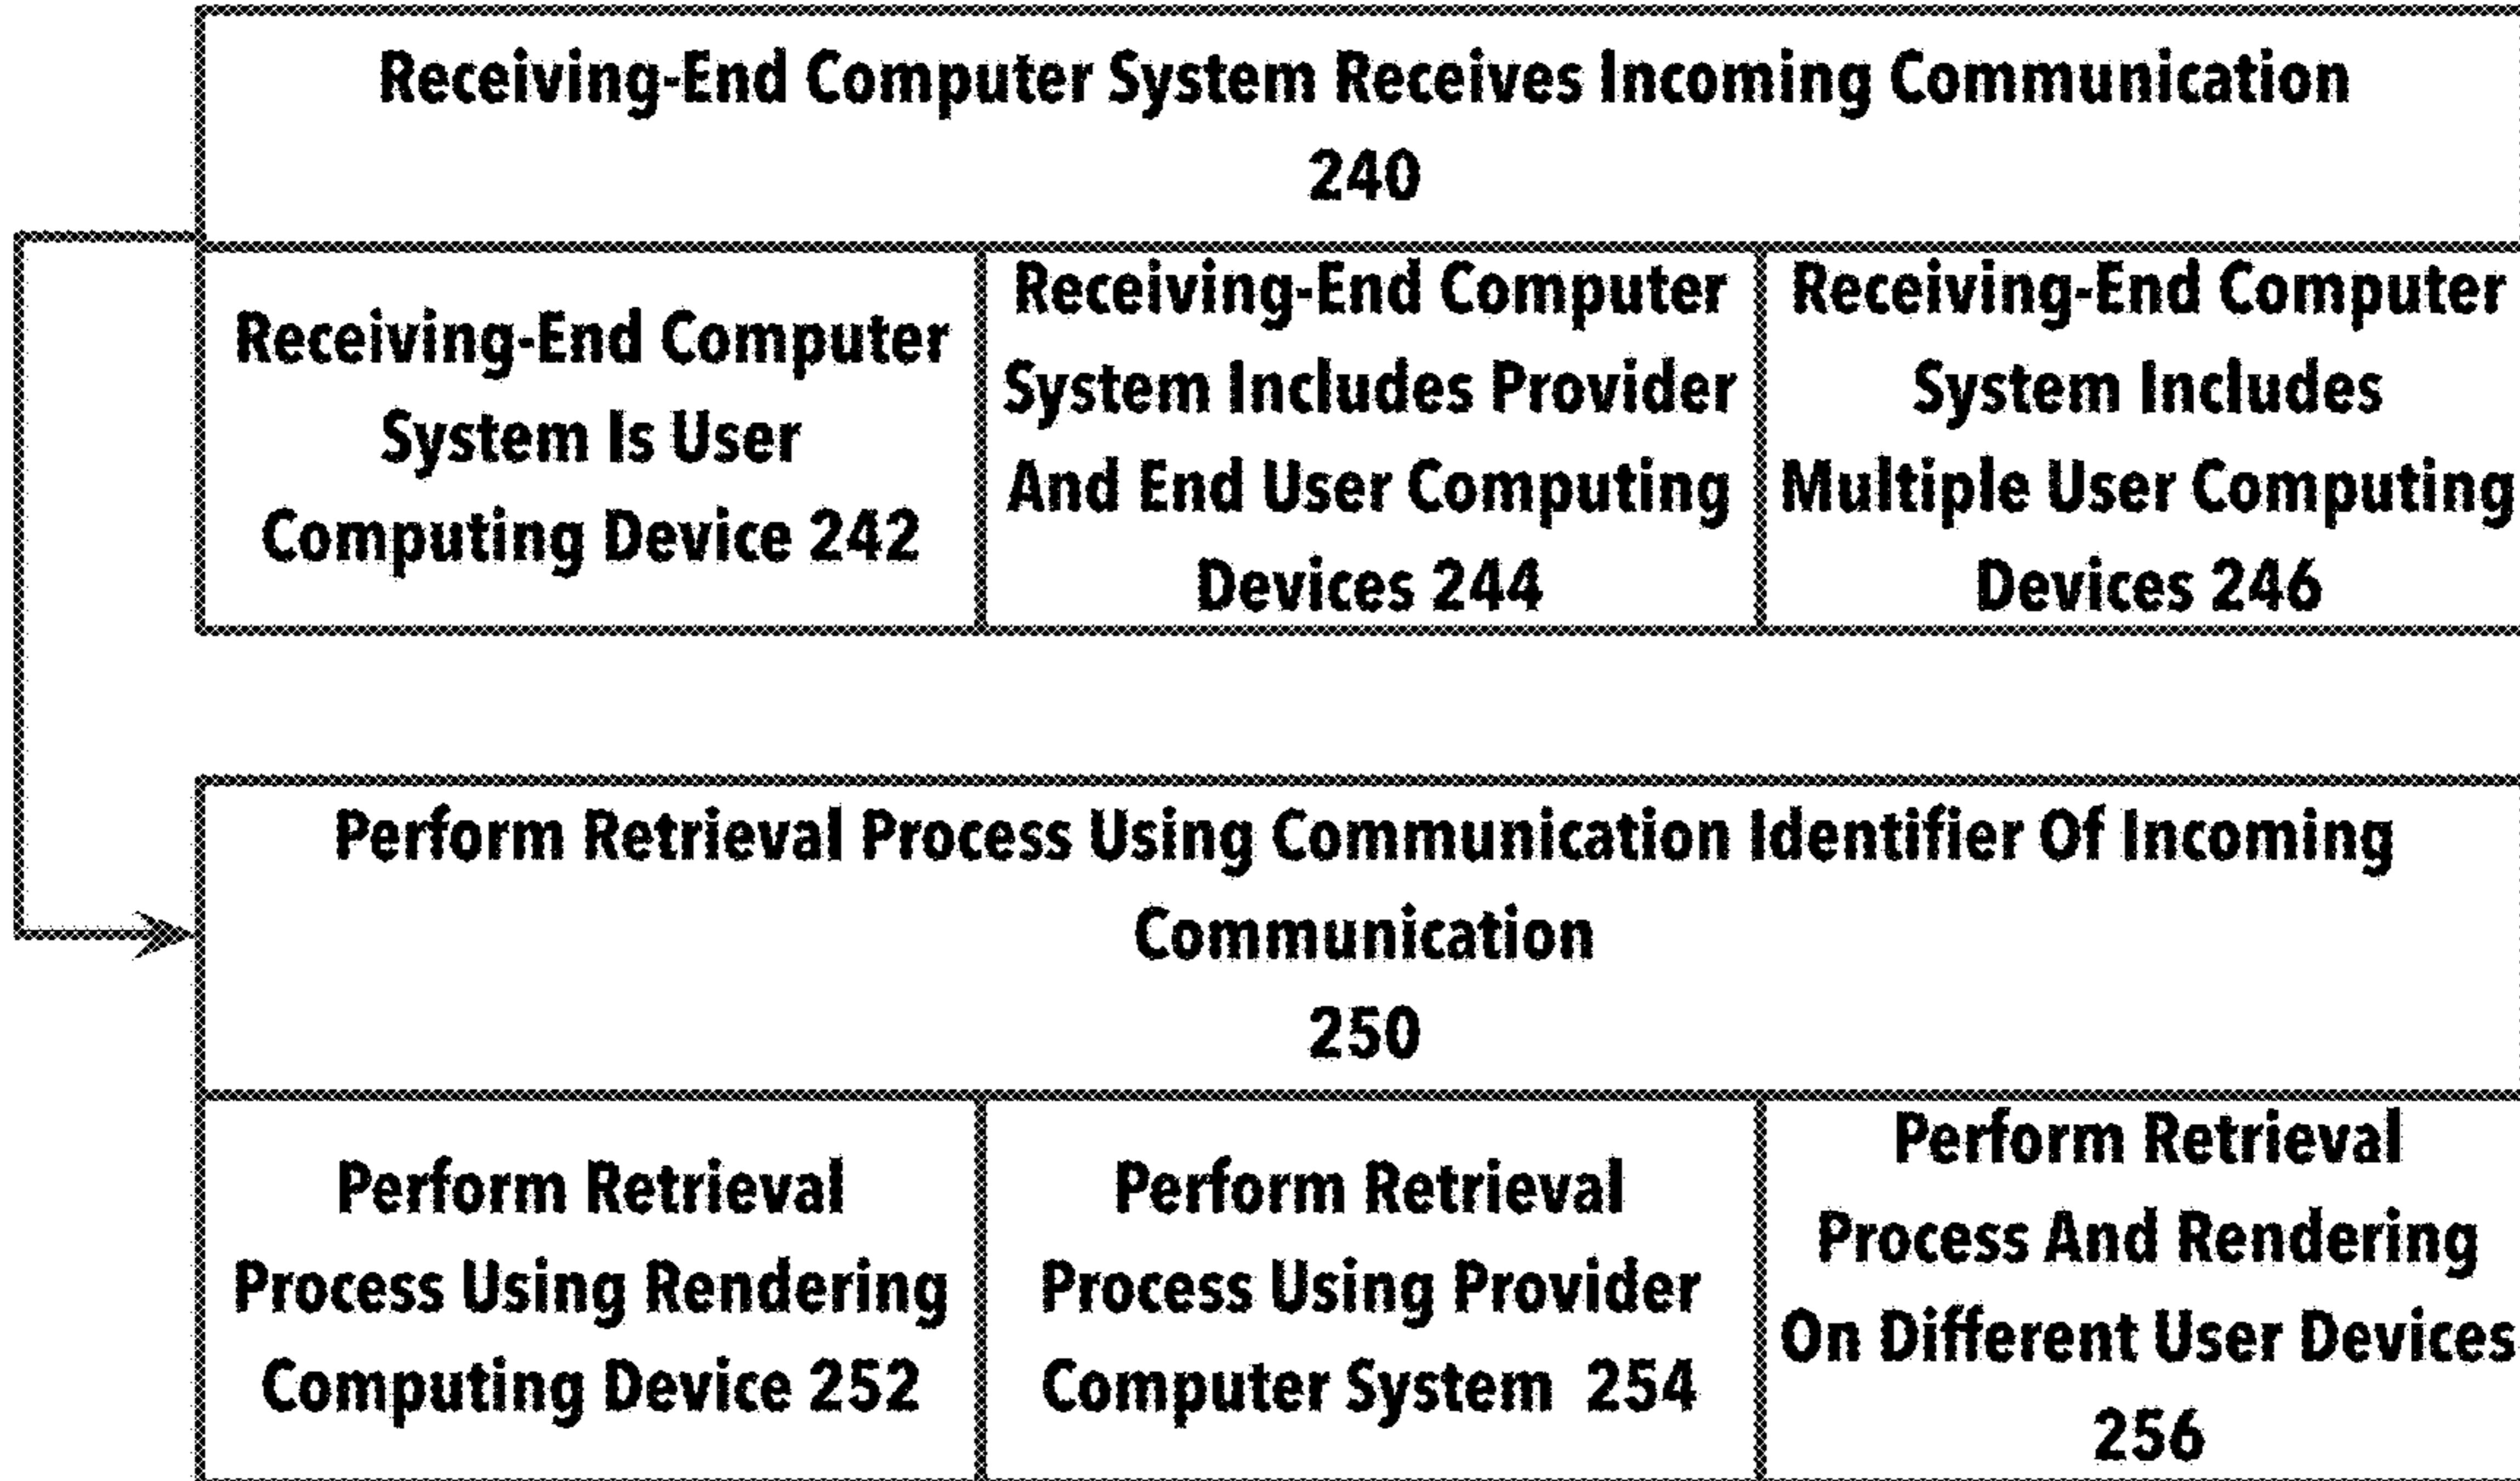 Receiving-End Computer System Receives Incoming Communication
240
Receiving-End Computer
System Is User
Computing Device 242
Receiving-End Computer
System Includes Provider
And End User Computing
Devices 244
Receiving-End Computer
System Includes
Multiple User Computing
Devices 246
Perform Retrieval Process Using Communication Identifier Of Incoming
Communication
250
Perform Retrieval
Process Using Rendering
Computing Device 252
Perform Retrieval
Process Using Provider
Computer System 254
Perform Retrieval
Process And Rendering
On Different User Devices
256